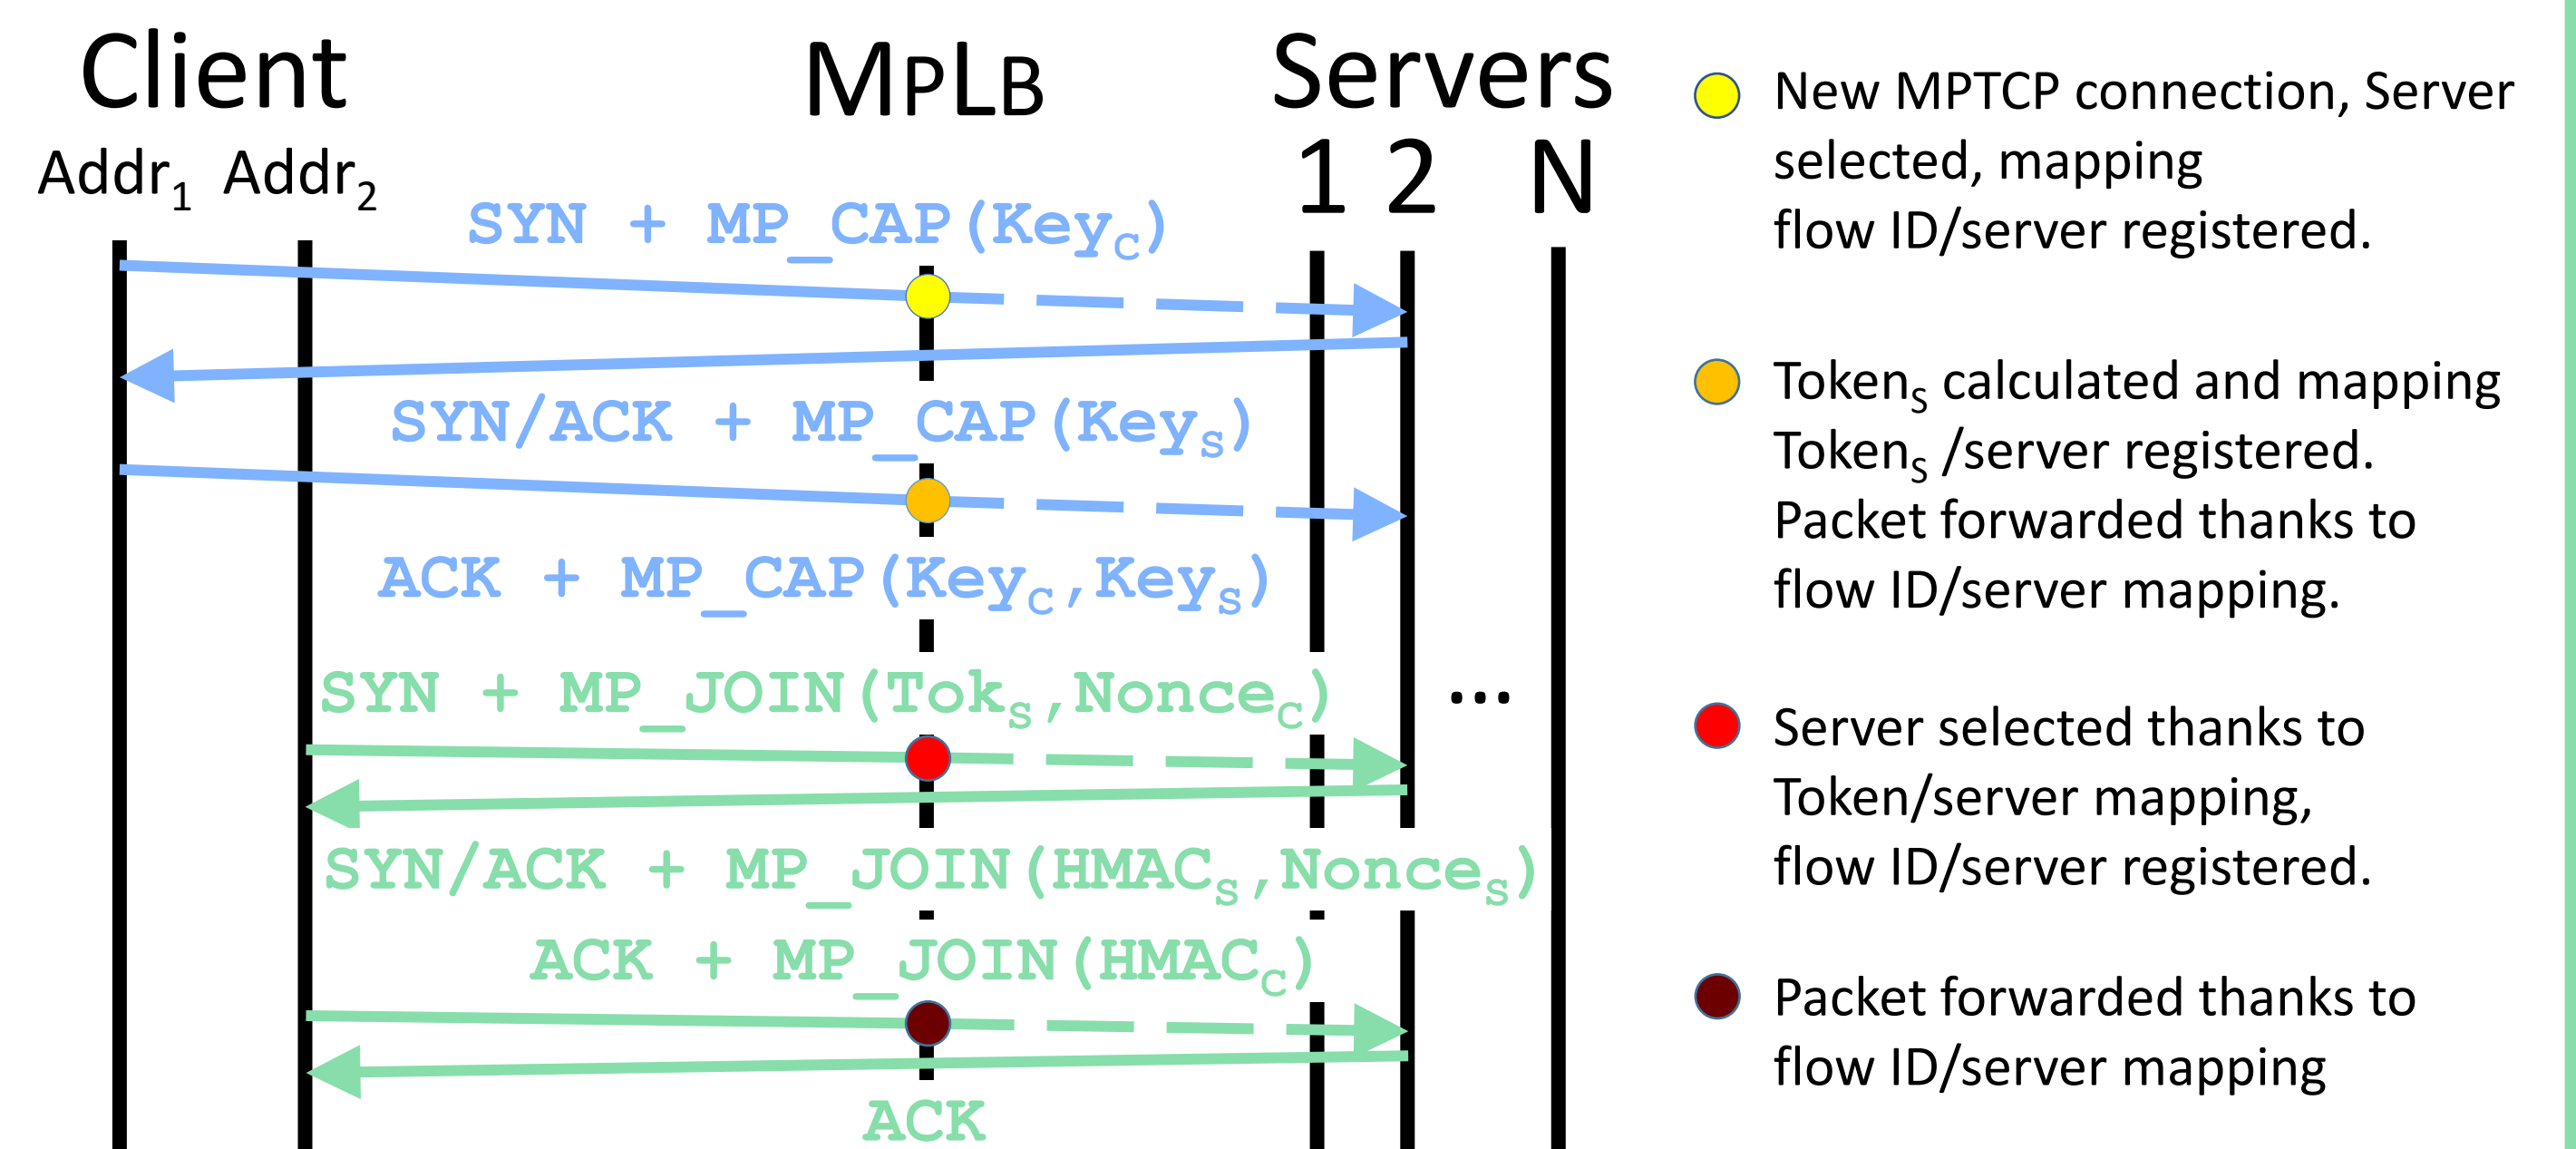 Client
MPLB
Servers
Addr1 Addr2
1 2 N
SYN + MP_CAP(KeyC)
SYN/ACK + MP_CAP(KeyS)
ACK + MP_CAP(KeyC,KeyS)
SYN + MP_JOIN(TokS,NonceC)
...
SYN/ACK + MP_JOIN(HMACS,NonceS)
ACK + MP_JOIN(HMACC)
ACK
New MPTCP connection, Server
selected, mapping
flow ID/server registered.
TokenS calculated and mapping
TokenS /server registered.
Packet forwarded thanks to
flow ID/server mapping.
Server selected thanks to
Token/server mapping,
flow ID/server registered.
Packet forwarded thanks to
flow ID/server mapping